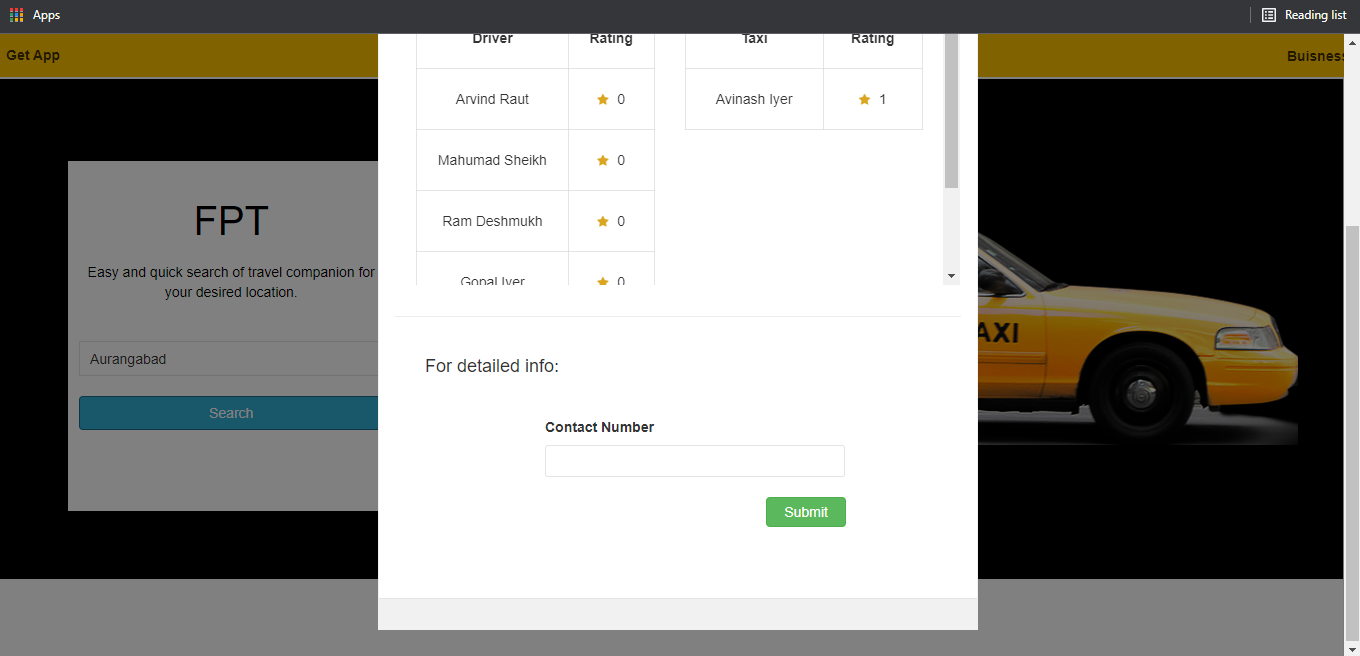 Apps
Reading list
Get App
Buisness
Driver Rating
Taxi Rating
Arvind Raut 0
Avinash Iyer 1
Mahumad Sheikh 0
Ram Deshmukh 0
Gopal Iyer 0
FPT
Easy and quick search of travel companion for
your desired location.
Aurangabad
Search
AXI
For detailed info:
Contact Number
Submit